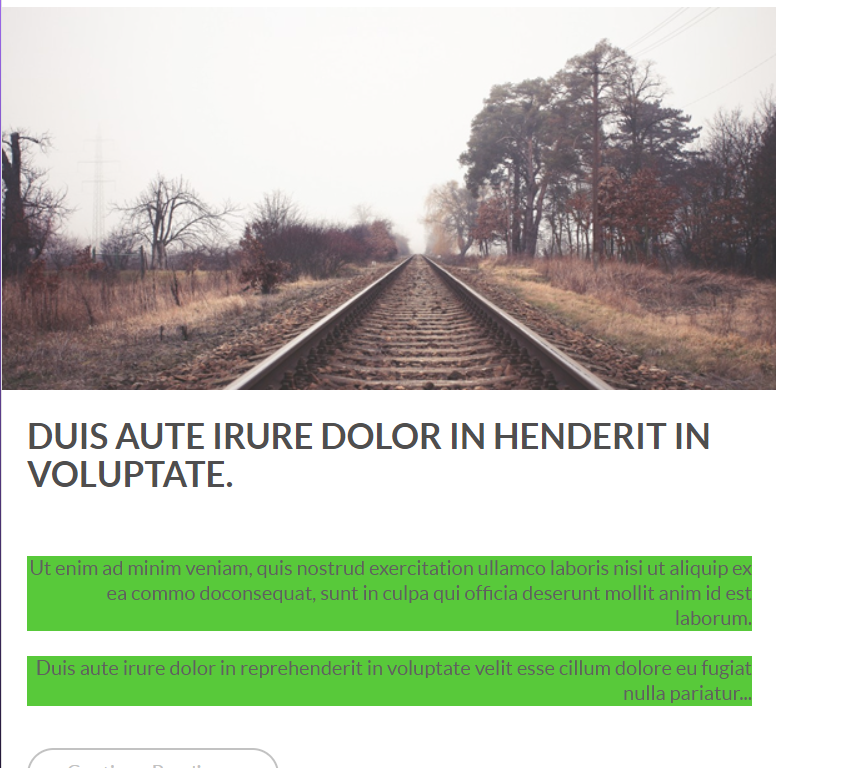 DUIS AUTE IRURE DOLOR IN HENDERIT IN
VOLUPTATE.
Ut enim ad minim veniam, quis nostrud exercitation ullamco laboris nisi ut aliquip ex
ea commo doconsequat, sunt in culpa qui officia deserunt mollit anim id est
laborum.
Duis aute irure dolor in reprehenderit in voluptate velit esse cillum dolore eu fugiat
nulla pariatur...